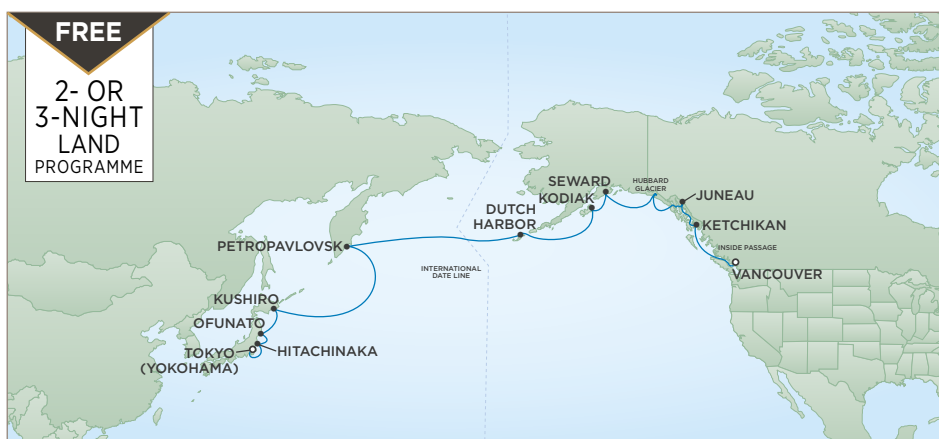 FREE
2- OR
3-NIGHT
LAND
PROGRAMME
SEWARD
KODIAK
HUBBARD
GLACIER
JUNEAU
DUTCH
HARBOR
KETCHIKAN
PETROPAVLOVSK
INSIDE PASSAGE
INTERNATIONAL
DATE LINE
VANCOUVER
KUSHIRO
OFUNATO
TOKYO
(YOKOHAMA)
HITACHINAKA